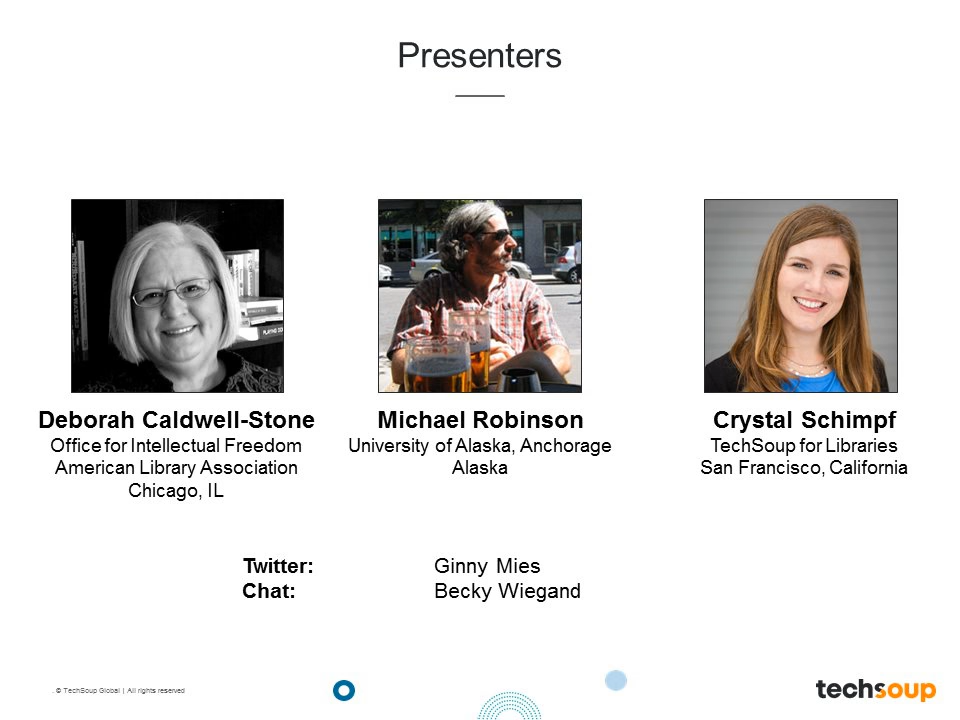 Presenters
Deborah Caldwell-Stone
Office for Intellectual Freedom
American Library Association
Chicago, IL
Michael Robinson
University of Alaska, Anchorage
Alaska
Crystal Schimpf
TechSoup for Libraries
San Francisco, California
Twitter: Ginny Mies
Chat: Becky Wiegand
. © TechSoup Global | All rights reserved
techsoup